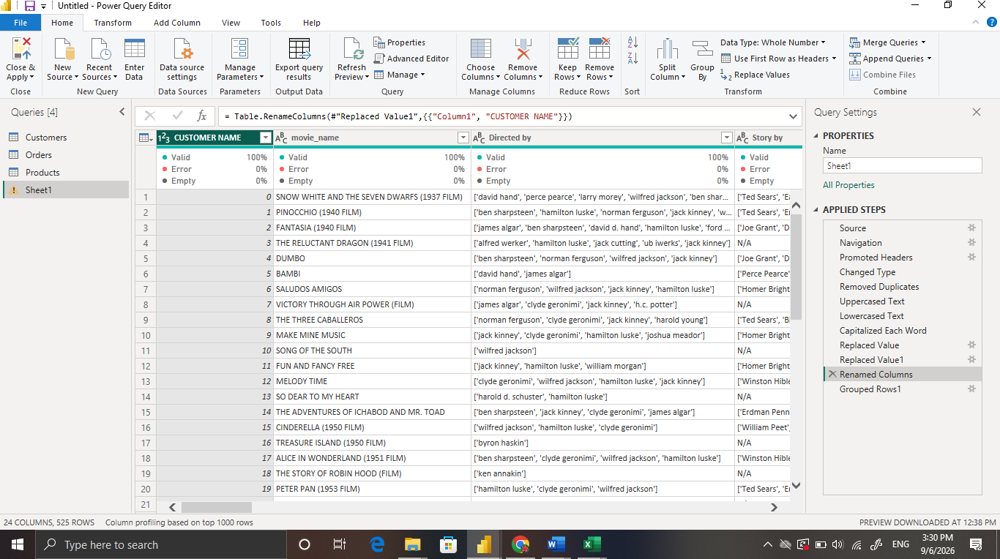 Untitled - Power Query Editor
File Home Transform Add Column View Tools Help
Close & Apply
New Source
Recent Sources
Enter Data
Data source settings
Manage Parameters
Export query results
Refresh Preview
Properties
Advanced Editor
Manage
Choose Columns
Remove Columns
Keep Rows
Remove Rows
Split Column
Group By
Data Type: Whole Number
Use First Row as Headers
Replace Values
Merge Queries
Append Queries
Combine Files
Close New Query Data Sources Parameters Output Data Query Manage Columns Reduce Rows Sort Transform Combine
Queries [4]
Customers
Orders
Products
Sheet1
fx = Table.RenameColumns(#"Replaced Value1",{{"Column1", "CUSTOMER NAME"}})
123 CUSTOMER NAME ABC movie_name ABC Directed by ABC Story by
Valid 100% Valid 100% Valid 100% Valid
Error 0% Error 0% Error 0% Error
Empty 0% Empty 0% Empty 0% Empty
1 0 SNOW WHITE AND THE SEVEN DWARFS (1937 FILM) ['david hand', 'perce pearce', 'larry morey', 'wilfred jackson', 'ben shar... ['Ted Sears',
2 1 PINOCCHIO (1940 FILM) ['ben sharpsteen', 'hamilton luske', 'norman ferguson', 'jack kinney', 'w... ['Ted Sears',
3 2 FANTASIA (1940 FILM) ['james algar', 'ben sharpsteen', 'david d. hand', 'hamilton luske', 'ford ... ['Joe Grant', 'D
4 3 THE RELUCTANT DRAGON (1941 FILM) ['alfred werker', 'hamilton luske', 'jack cutting', 'ub iwerks', 'jack kinney'] N/A
5 4 DUMBO ['ben sharpsteen', 'norman ferguson', 'wilfred jackson', 'jack kinney'] ['Joe Grant', 'D
6 5 BAMBI ['david hand', 'james algar'] ['Perce Pearce'
7 6 SALUDOS AMIGOS ['norman ferguson', 'wilfred jackson', 'jack kinney', 'hamilton luske'] ['Homer Bright
8 7 VICTORY THROUGH AIR POWER (FILM) ['james algar', 'clyde geronimi', 'jack kinney', 'h.c. potter'] N/A
9 8 THE THREE CABALLEROS ['norman ferguson', 'clyde geronimi', 'jack kinney', 'harold young'] ['Ted Sears',
10 9 MAKE MINE MUSIC ['jack kinney', 'clyde geronimi', 'hamilton luske', 'joshua meador'] ['Homer Bright
11 10 SONG OF THE SOUTH ['wilfred jackson'] N/A
12 11 FUN AND FANCY FREE ['jack kinney', 'hamilton luske', 'william morgan'] ['Homer Bright
13 12 MELODY TIME ['clyde geronimi', 'wilfred jackson', 'hamilton luske', 'jack kinney'] ['Winston Hible
14 13 SO DEAR TO MY HEART ['harold d. schuster', 'hamilton luske'] N/A
15 14 THE ADVENTURES OF ICHABOD AND MR. TOAD ['ben sharpsteen', 'jack kinney', 'clyde geronimi', 'james algar'] ['Erdman Penn
16 15 CINDERELLA (1950 FILM) ['wilfred jackson', 'hamilton luske', 'clyde geronimi'] ['William Peet',
17 16 TREASURE ISLAND (1950 FILM) ['byron haskin'] N/A
18 17 ALICE IN WONDERLAND (1951 FILM) ['ben sharpsteen', 'clyde geronimi', 'wilfred jackson', 'hamilton luske'] ['Winston Hible
19 18 THE STORY OF ROBIN HOOD (FILM) ['ken annakin'] N/A
20 19 PETER PAN (1953 FILM) ['hamilton luske', 'clyde geronimi', 'wilfred jackson'] ['Ted Sears',
21
Query Settings
PROPERTIES
Name
Sheet1
All Properties
APPLIED STEPS
Source
Navigation
Promoted Headers
Changed Type
Removed Duplicates
Uppercased Text
Lowercased Text
Capitalized Each Word
Replaced Value
Replaced Value1
Renamed Columns
Grouped Rows1
24 COLUMNS, 525 ROWS Column profiling based on top 1000 rows PREVIEW DOWNLOADED AT 12:38 PM
Type here to search
ENG
3:30 PM
9/6/2026